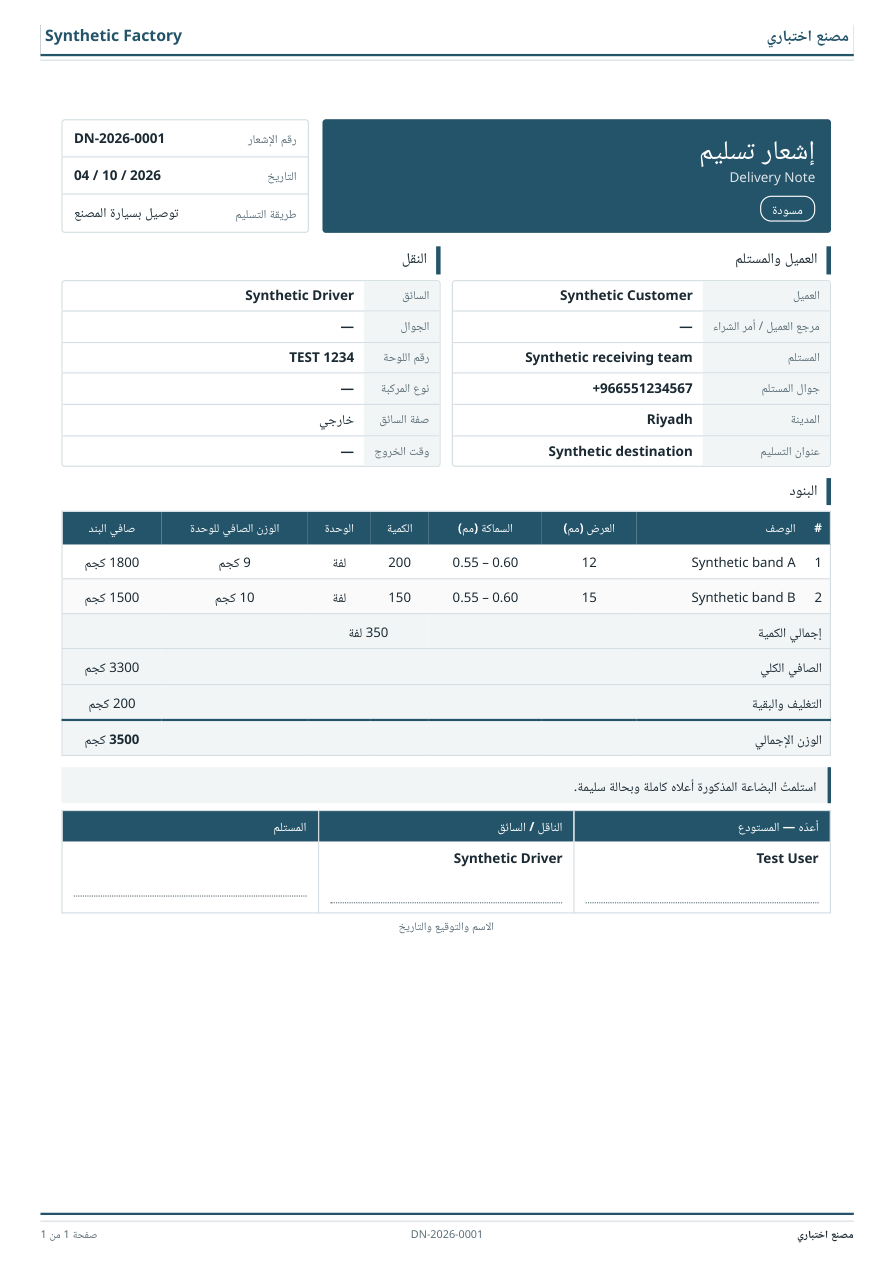 مصنع اختباري Synthetic Factory
إشعار تسليم
Delivery Note
مسودة
رقم الإشعار DN-2026-0001
التاريخ 04 / 10 / 2026
طريقة التسليم توصيل بسيارة المصنع
العميل والمستلم
العميل Synthetic Customer
مرجع العميل / أمر الشراء —
المستلم Synthetic receiving team
جوال المستلم +966551234567
المدينة Riyadh
عنوان التسليم Synthetic destination
النقل
السائق Synthetic Driver
الجوال —
رقم اللوحة TEST 1234
نوع المركبة —
صفة السائق خارجي
وقت الخروج —
البنود
# الوصف العرض (مم) السماكة (مم) الكمية الوحدة الوزن الصافي للوحدة صافي البند
1 Synthetic band A 12 0.55 – 0.60 200 لفة 9 كجم 1800 كجم
2 Synthetic band B 15 0.55 – 0.60 150 لفة 10 كجم 1500 كجم
إجمالي الكمية 350 لفة
الصافي الكلي 3300 كجم
التغليف والبقية 200 كجم
الوزن الإجمالي 3500 كجم
استلمتُ البضاعة المذكورة أعلاه كاملة وبحالة سليمة.
أعدّه — المستودع الناقل / السائق المستلم
Test User Synthetic Driver
الاسم والتوقيع والتاريخ
مصنع اختباري DN-2026-0001 صفحة 1 من 1